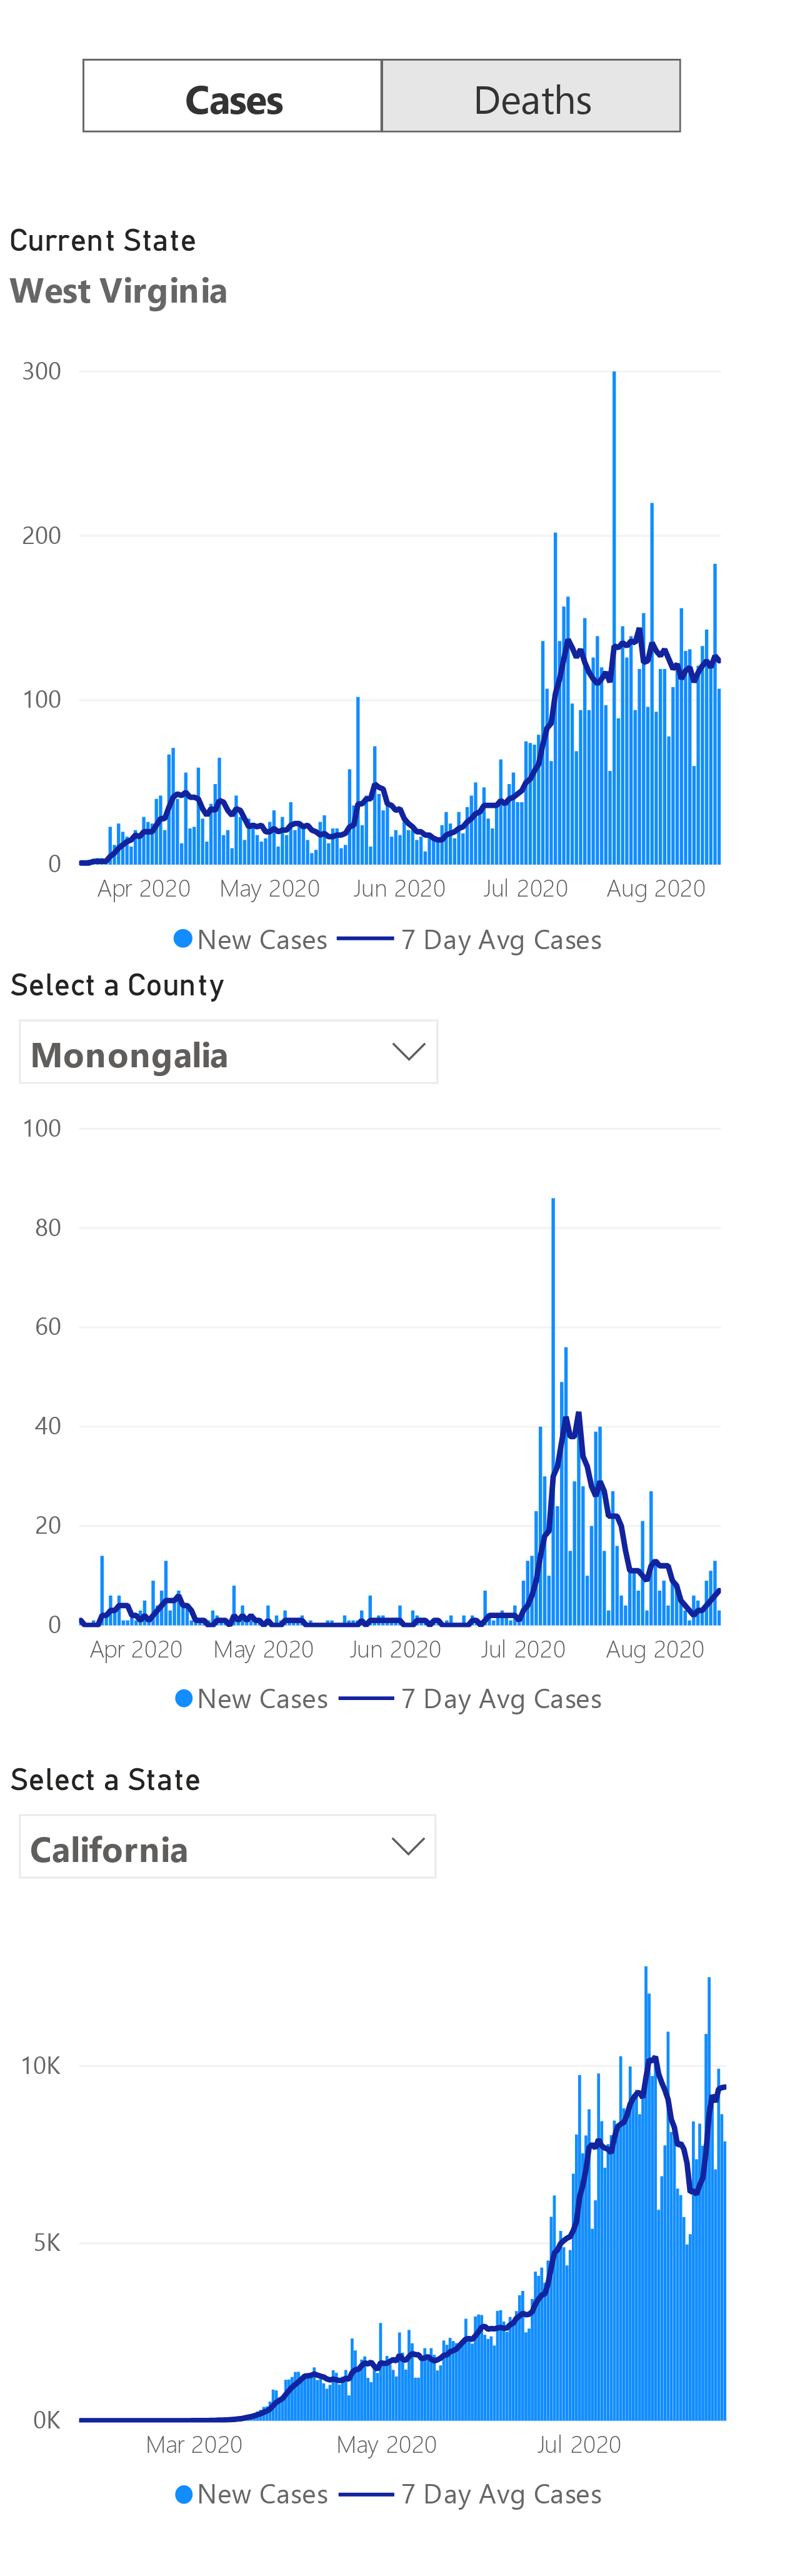 Cases Deaths
Current State
West Virginia
300
200
100
0
Apr 2020 May 2020 Jun 2020 Jul 2020 Aug 2020
New Cases 7 Day Avg Cases
Select a County
Monongalia
100
80
60
40
20
0
Apr 2020 May 2020 Jun 2020 Jul 2020 Aug 2020
New Cases 7 Day Avg Cases
Select a State
California
10K
5K
0K
Mar 2020 May 2020 Jul 2020
New Cases 7 Day Avg Cases